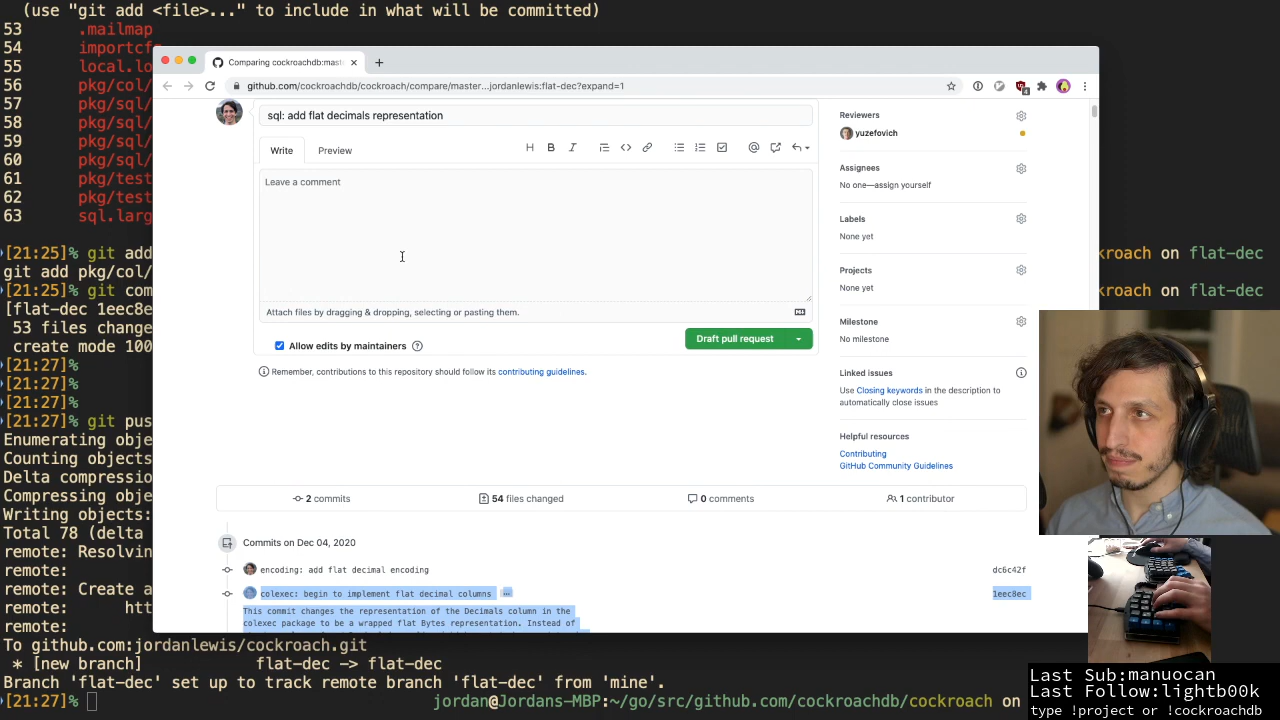 (use "git add <file>..." to include in what will be committed)
53 .mailmap
54 importcfg
55 local.lo
56 pkg/col/
57 pkg/sql/
58 pkg/sql/
59 pkg/sql/
60 pkg/sql/
61 pkg/test
62 pkg/test
63 sql.larg
[21:25]% git add
kroach on flat-dec
git add pkg/col/
[21:25]% git com
kroach on flat-dec
[flat-dec 1eec8e
53 files change
create mode 100
[21:27]%
[21:27]%
[21:27]%
[21:27]% git pus
Enumerating obje
Counting objects
Delta compressio
Compressing obje
Writing objects:
Total 78 (delta
remote: Resolvin
remote:
remote: Create a
remote: ht
remote:
To github.com:jordanlewis/cockroach.git
* [new branch] flat-dec -> flat-dec
Branch 'flat-dec' set up to track remote branch 'flat-dec' from 'mine'.
[21:27]%
jordan@Jordans-MBP:~/go/src/github.com/cockroachdb/cockroach on
Comparing cockroachdb:mast
github.com/cockroachdb/cockroach/compare/master...jordanlewis:flat-dec?expand=1
4
sql: add flat decimals representation
Write
Preview
Leave a comment
Attach files by dragging & dropping, selecting or pasting them.
Allow edits by maintainers
Draft pull request
Remember, contributions to this repository should follow its contributing guidelines.
Reviewers
yuzefovich
Assignees
No one—assign yourself
Labels
None yet
Projects
None yet
Milestone
No milestone
Linked issues
Use Closing keywords in the description to
automatically close issues
Helpful resources
Contributing
GitHub Community Guidelines
2 commits
54 files changed
0 comments
1 contributor
Commits on Dec 04, 2020
encoding: add flat decimal encoding
dc6c42f
colexec: begin to implement flat decimal columns
1eec8ec
This commit changes the representation of the Decimals column in the
colexec package to be a wrapped flat Bytes representation. Instead of
Last Sub:manuocan
Last Follow:lightb00k
type !project or !cockroachdb